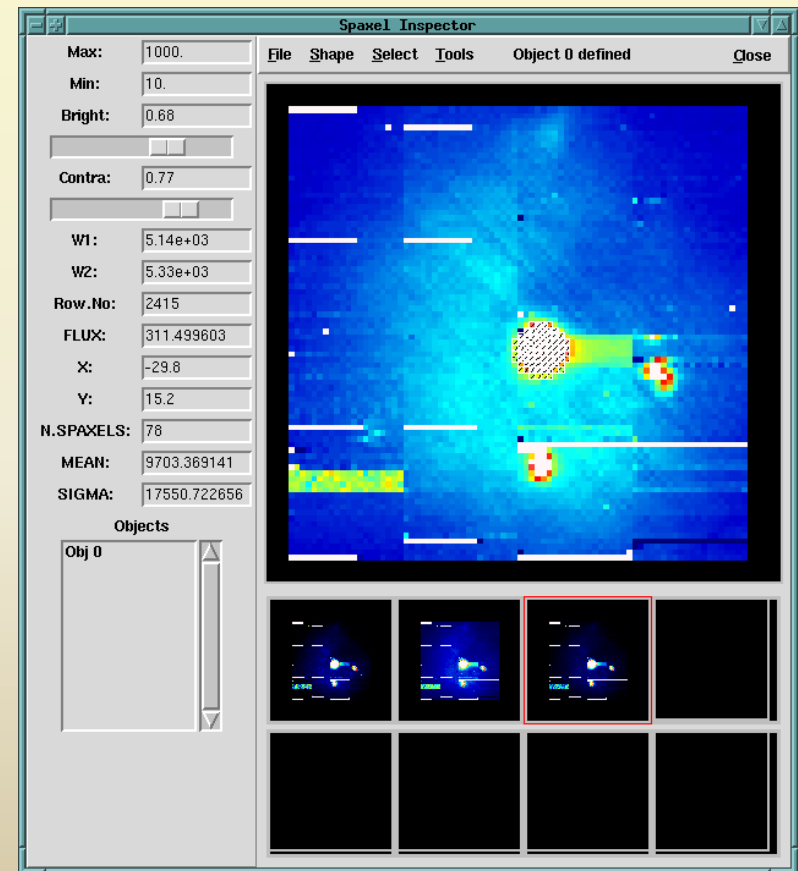 Spaxel Inspector
Max: 1000.
Min: 10.
Bright: 0.68
Contra: 0.77
W1: 5.14e+03
W2: 5.33e+03
Row.No: 2415
FLUX: 311.499603
X: -29.8
Y: 15.2
N.SPAXELS: 78
MEAN: 9703.369141
SIGMA: 17550.722656
Objects
Obj 0
File Shape Select Tools Object 0 defined Close